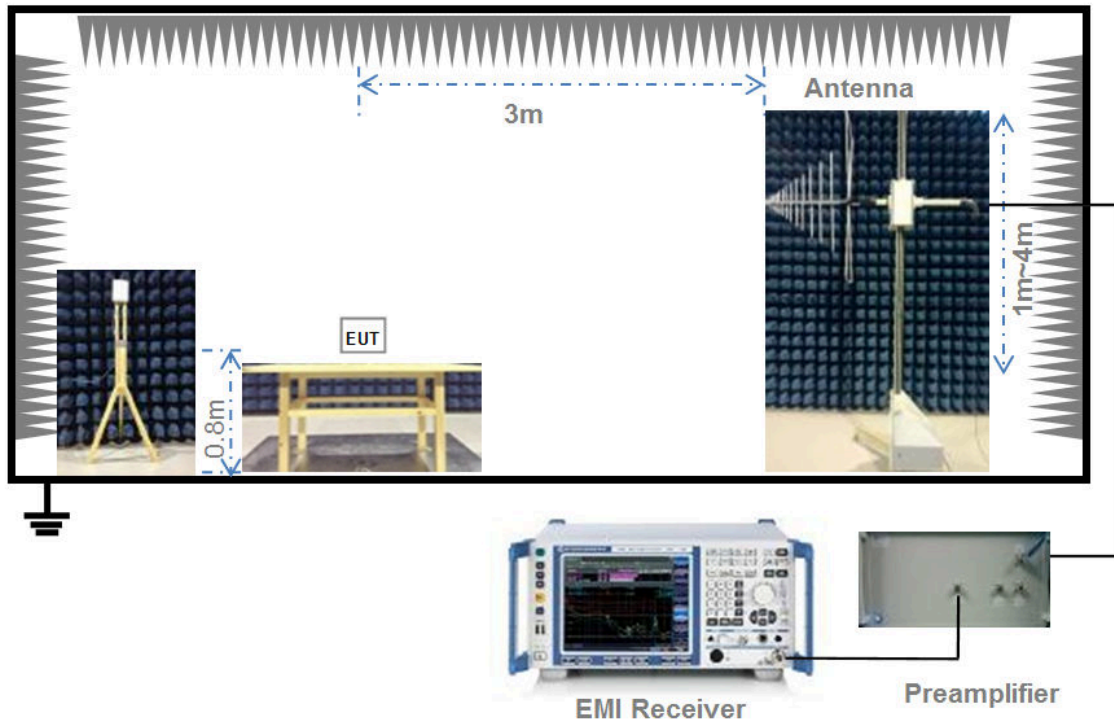 Antenna
3m
1m~4m
EUT
0.8m
EMI Receiver
Preamplifier